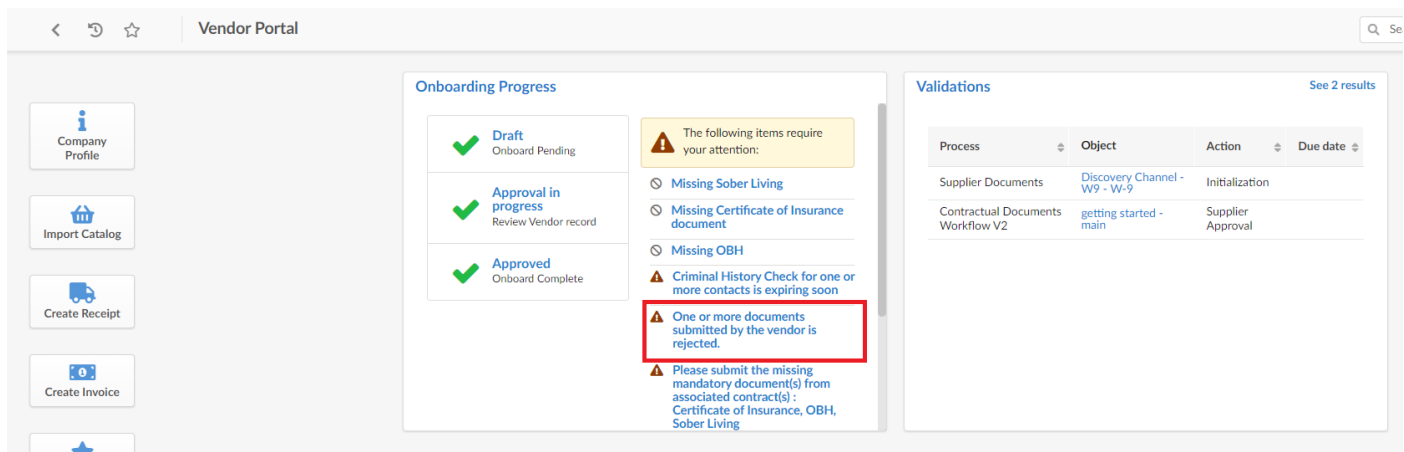 Vendor Portal
Company
Profile
Import Catalog
Create Receipt
Create Invoice
Onboarding Progress
Draft
Onboard Pending
Approval in
progress
Review Vendor record
Approved
Onboard Complete
The following items require
your attention:
Missing Sober Living
Missing Certificate of Insurance
document
Missing OBH
Criminal History Check for one or
more contacts is expiring soon
One or more documents
submitted by the vendor is
rejected.
Please submit the missing
mandatory document(s) from
associated contract(s) :
Certificate of Insurance, OBH,
Sober Living
Validations
See 2 results
Process Object Action Due date
Supplier Documents
Discovery Channel -
W9 - W-9
Initialization
Contractual Documents
Workflow V2
getting started -
main
Supplier
Approval